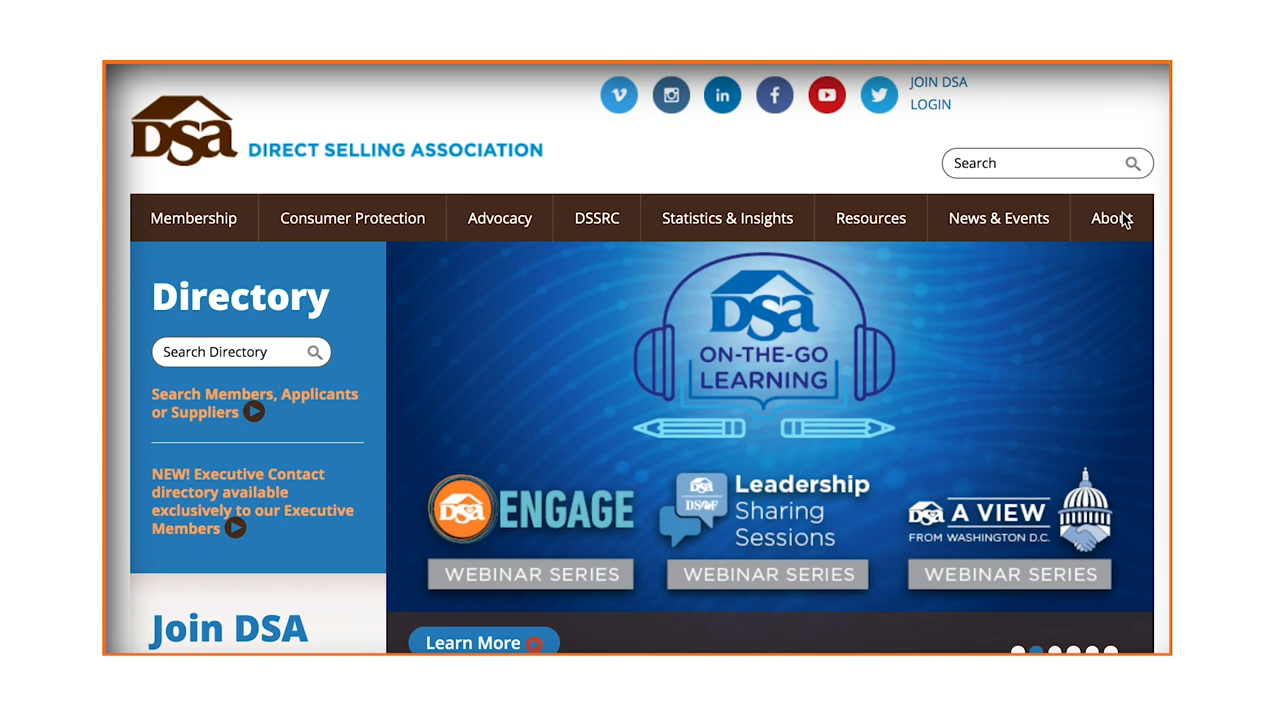 JOIN DSA
LOGIN
DSa
DIRECT SELLING ASSOCIATION
Search
Membership
Consumer Protection
Advocacy
DSSRC
Statistics & Insights
Resources
News & Events
About
Directory
Search Directory
Search Members, Applicants
or Suppliers
NEW! Executive Contact
directory available
exclusively to our Executive
Members
Join DSA
DSa
ON-THE-GO
LEARNING
DSa
ENGAGE
WEBINAR SERIES
DSa
DSEF
Leadership
Sharing
Sessions
WEBINAR SERIES
DSa A VIEW
FROM WASHINGTON D.C.
WEBINAR SERIES
Learn More